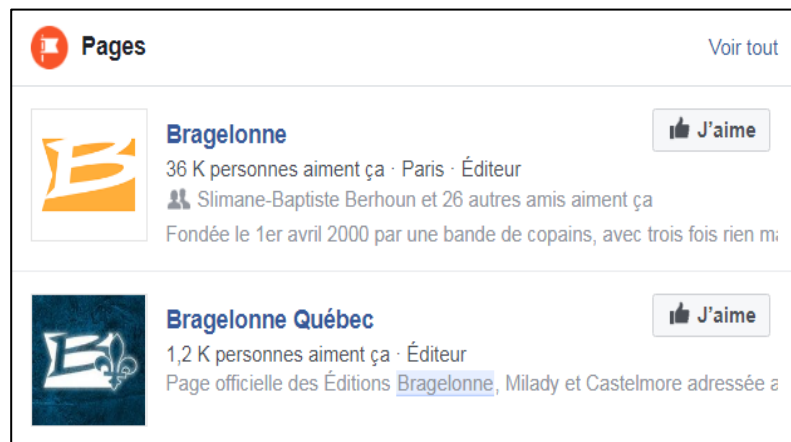 Pages
Voir tout
Bragelonne
J'aime
36 K personnes aiment ça · Paris · Éditeur
Slimane-Baptiste Berhoun et 26 autres amis aiment ça
Fondée le 1er avril 2000 par une bande de copains, avec trois fois rien
Bragelonne Québec
J'aime
1,2 K personnes aiment ça · Éditeur
Page officielle des Éditions Bragelonne, Milady et Castelmore adressée